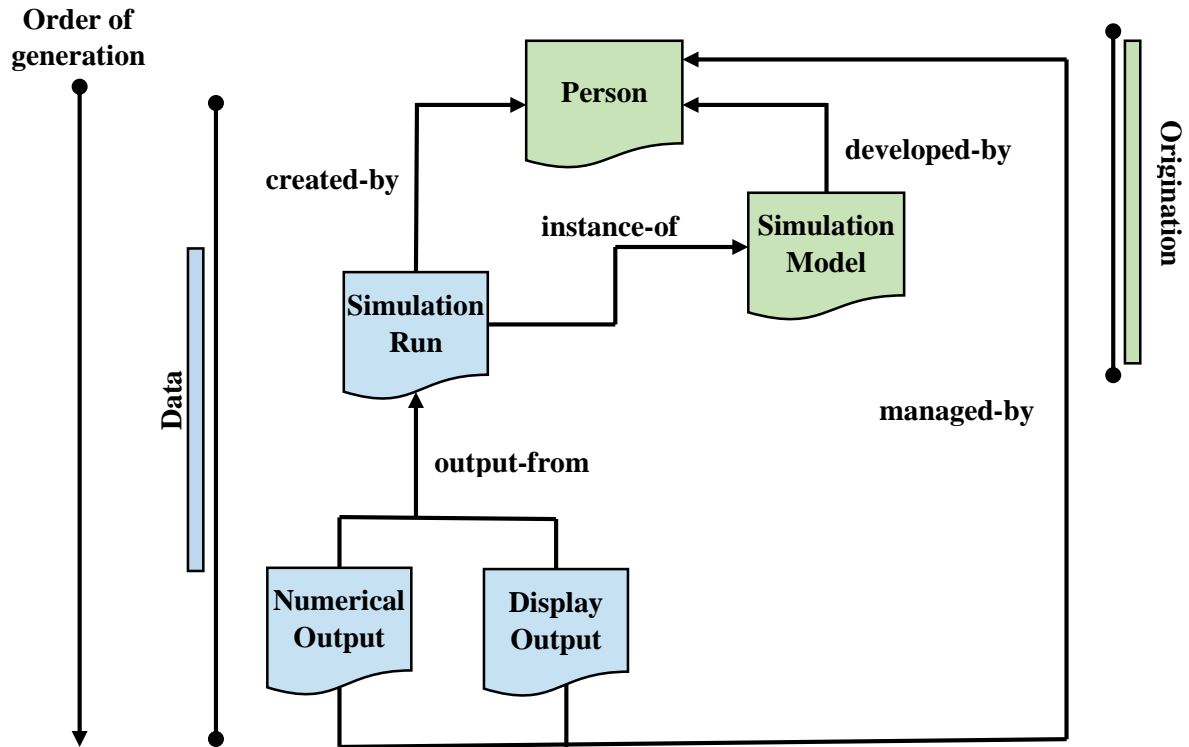 Order of
generation
Person
created-by
developed-by
Origination
instance-of
Simulation
Model
Simulation
Run
Data
managed-by
output-from
Numerical
Output
Display
Output